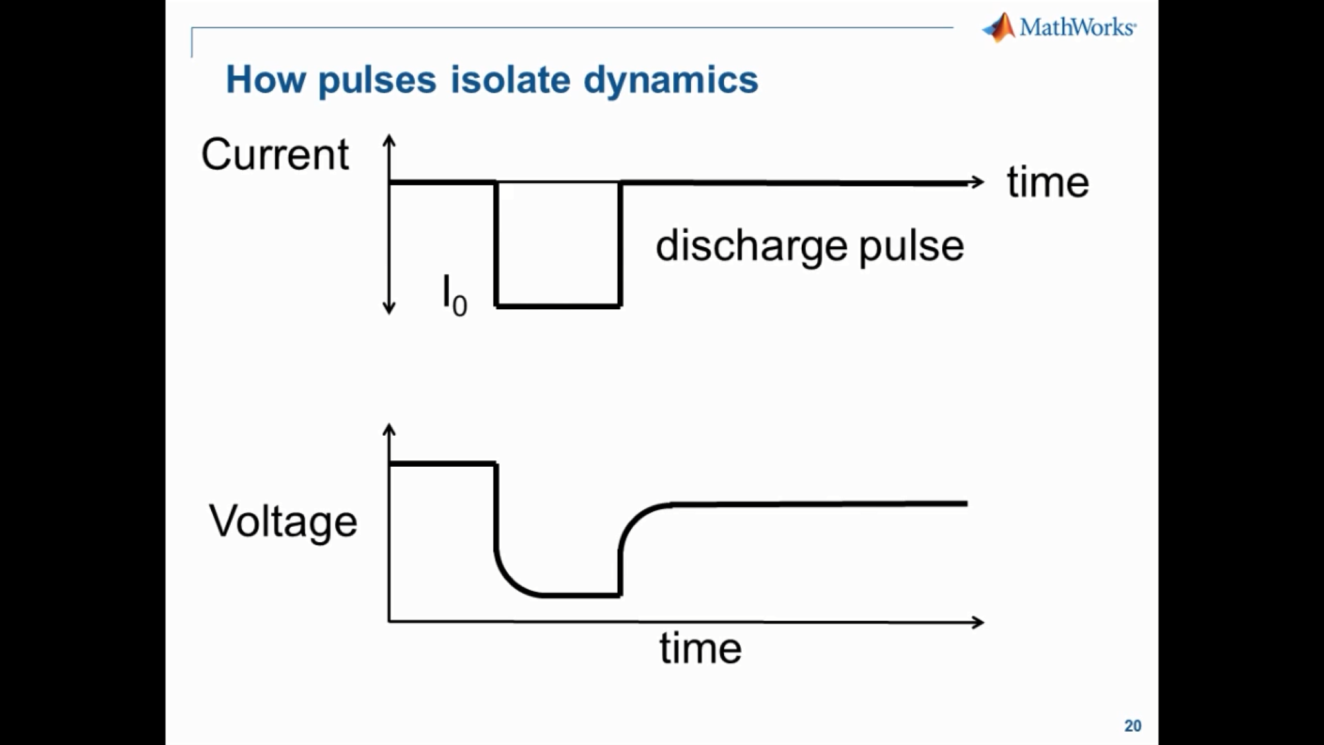 MathWorks®
How pulses isolate dynamics
Current
time
discharge pulse
I₀
Voltage
time
20